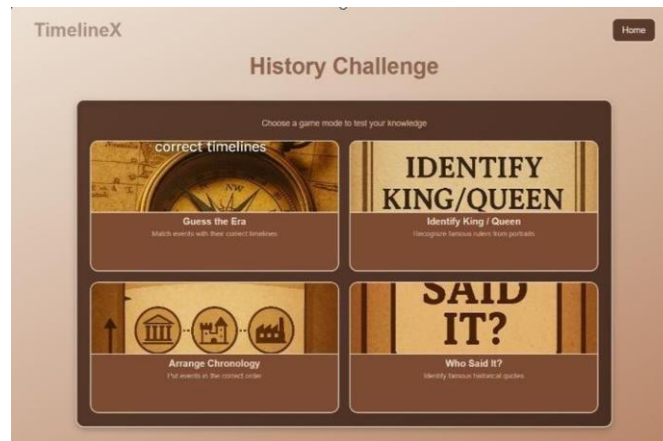 TimelineX
Home
History Challenge
Choose a game mode to test your knowledge
correct timelines
NW
Guess the Era
Match events with their correct timelines
IDENTIFY
KING/QUEEN
Identify King / Queen
Recognize famous rulers from portraits
Arrange Chronology
Put events in the correct order
SAID
IT?
Who Said It?
Identify famous historical quotes